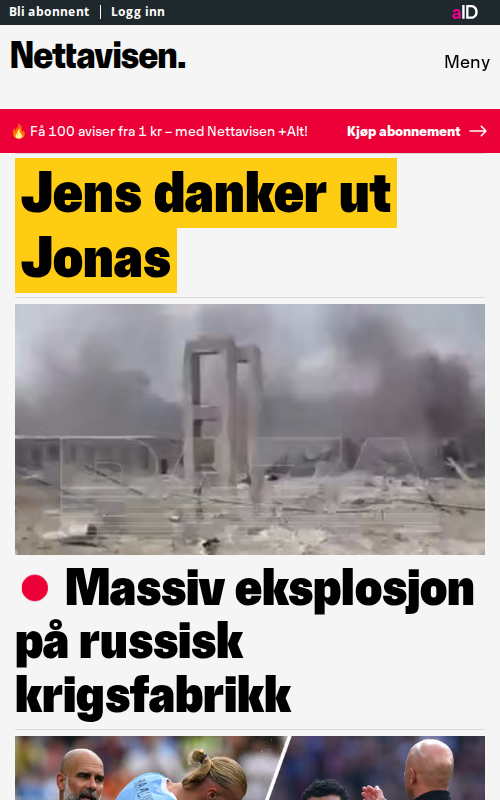 Bli abonnent | Logg inn
aID
Nettavisen.
Meny
🔥 Få 100 aviser fra 1 kr – med Nettavisen +Alt!
Kjøp abonnement →
Jens danker ut
Jonas
Massiv eksplosjon
på russisk
krigsfabrikk